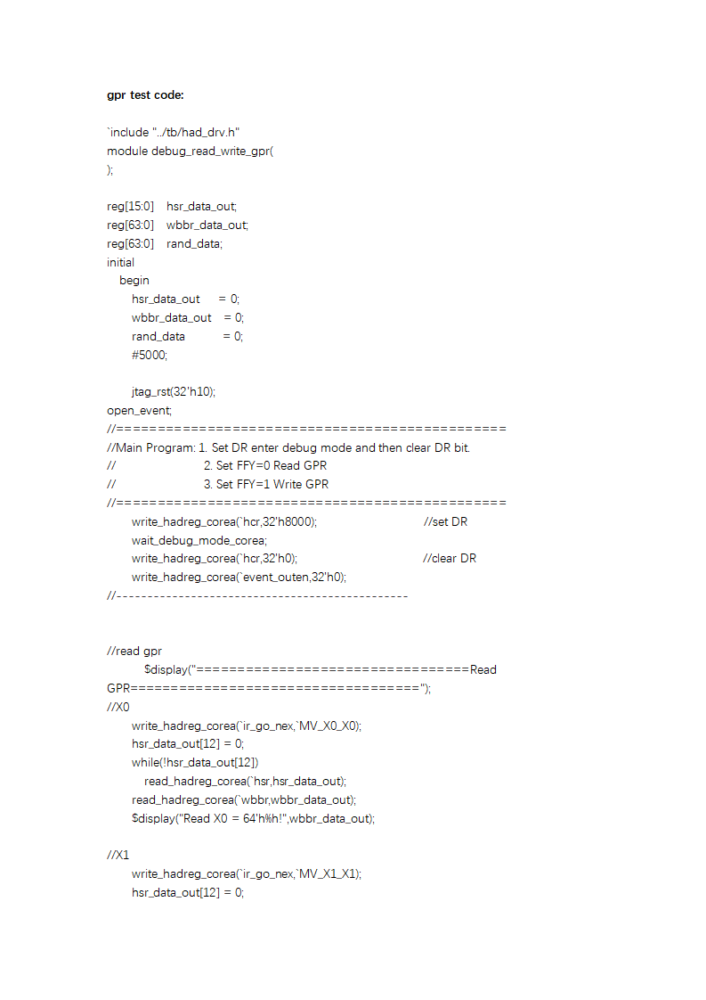 gpr test code:
`include "../tb/had_drv.h"
module debug_read_write_gpr(
);
reg[15:0]    hsr_data_out;
reg[63:0]    wbbr_data_out;
reg[63:0]    rand_data;
initial
    begin
        hsr_data_out      = 0;
        wbbr_data_out    = 0;
        rand_data            = 0;
        #5000;
        jtag_rst(32'h10);
open_event;
//===============================================
//Main Program: 1. Set DR enter debug mode and then clear DR bit.
//                            2. Set FFY=0 Read GPR
//                            3. Set FFY=1 Write GPR
//===============================================
        write_hadreg_corea(`hcr,32'h8000);                                  //set DR
        wait_debug_mode_corea;
        write_hadreg_corea(`hcr,32'h0);                                        //clear DR
        write_hadreg_corea(`event_outen,32'h0);
//-----------------------------------------------
//read gpr
            $display("=================================Read
GPR===================================");
//X0
        write_hadreg_corea(`ir_go_nex,`MV_X0_X0);
        hsr_data_out[12] = 0;
        while(!hsr_data_out[12])
            read_hadreg_corea(`hsr,hsr_data_out);
        read_hadreg_corea(`wbbr,wbbr_data_out);
        $display("Read X0 = 64'h%h!",wbbr_data_out);
//X1
        write_hadreg_corea(`ir_go_nex,`MV_X1_X1);
        hsr_data_out[12] = 0;